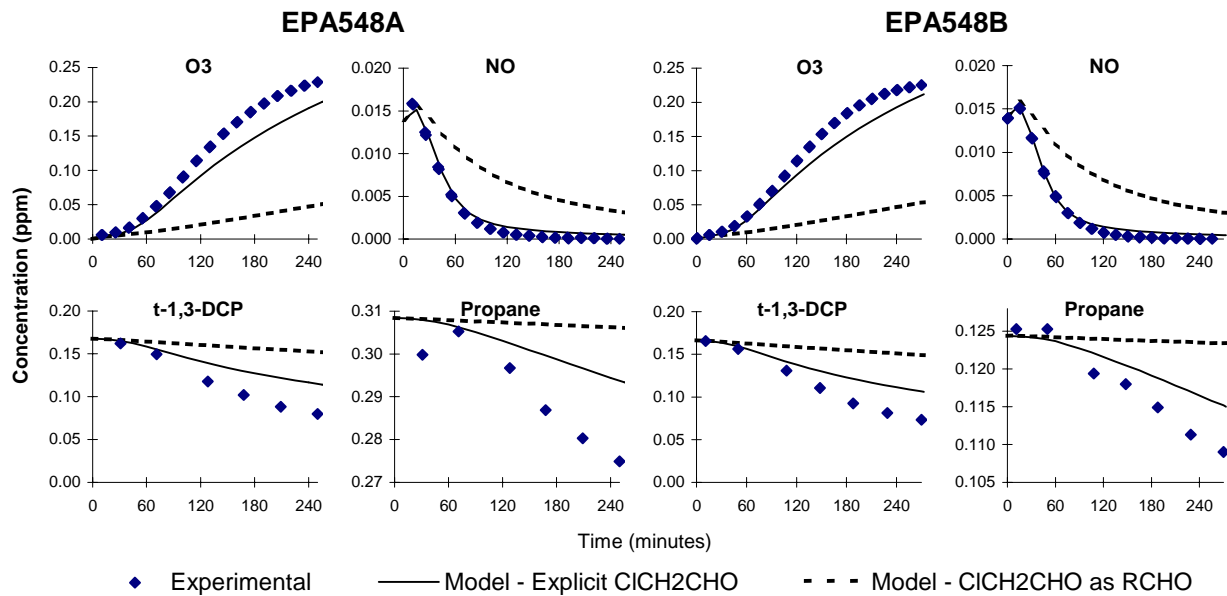 EPA548A
EPA548B
O3
NO
O3
NO
0.25
0.20
0.15
0.10
0.05
0.00
0 60 120 180 240
0.020
0.015
0.010
0.005
0.000
0 60 120 180 240
0.25
0.20
0.15
0.10
0.05
0.00
0 60 120 180 240
0.020
0.015
0.010
0.005
0.000
0 60 120 180 240
Concentration (ppm)
t-1,3-DCP
Propane
t-1,3-DCP
Propane
0.20
0.15
0.10
0.05
0.00
0 60 120 180 240
0.31
0.30
0.29
0.28
0.27
0 60 120 180 240
0.20
0.15
0.10
0.05
0.00
0 60 120 180 240
0.125
0.120
0.115
0.110
0.105
0 60 120 180 240
Time (minutes)
Experimental
Model - Explicit ClCH2CHO
Model - ClCH2CHO as RCHO